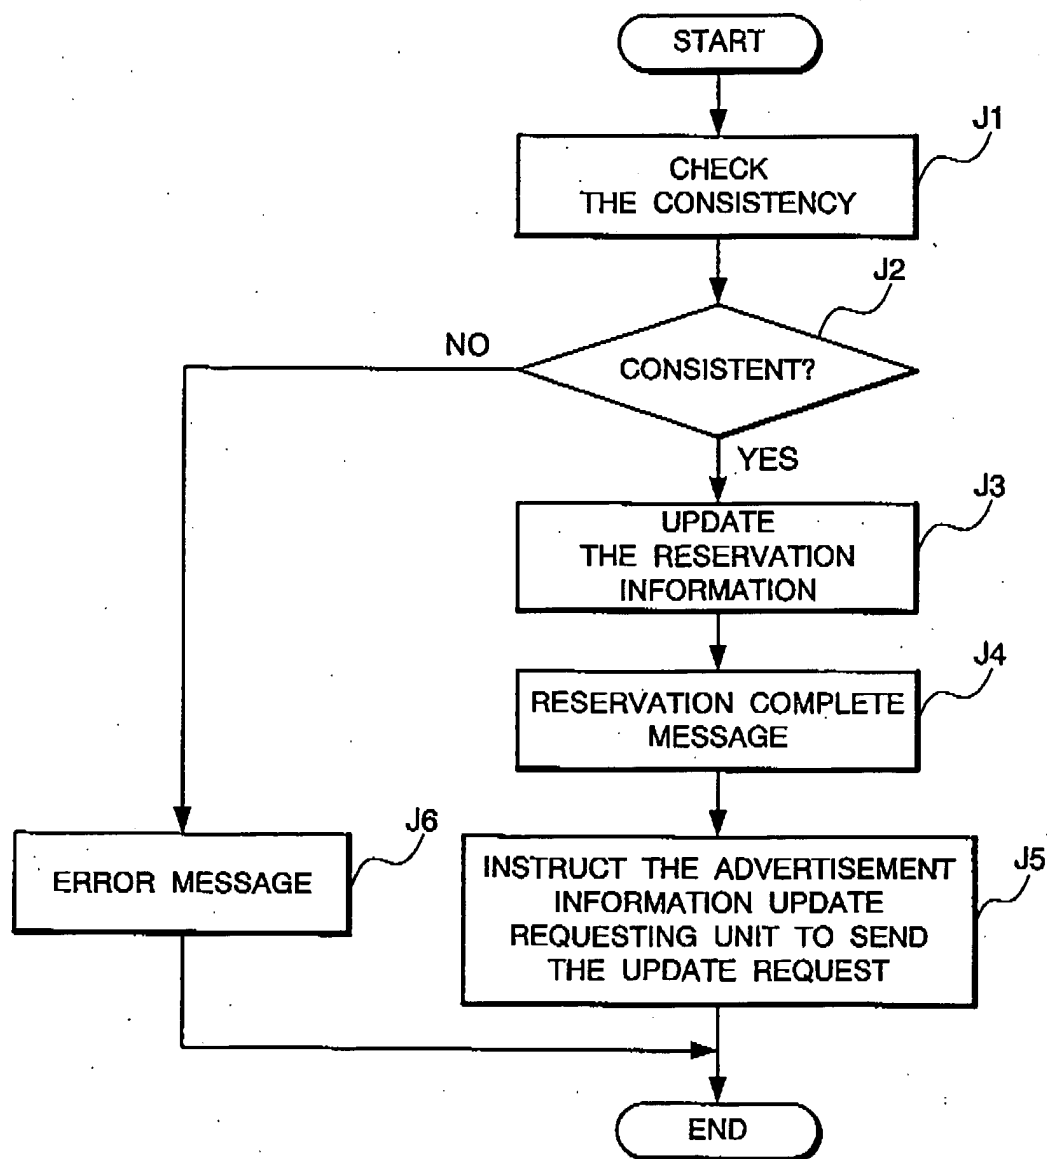 START
J1
CHECK
THE CONSISTENCY
J2
NO
CONSISTENT?
YES
J3
UPDATE
THE RESERVATION
INFORMATION
J4
RESERVATION COMPLETE
MESSAGE
J6
ERROR MESSAGE
J5
INSTRUCT THE ADVERTISEMENT
INFORMATION UPDATE
REQUESTING UNIT TO SEND
THE UPDATE REQUEST
END